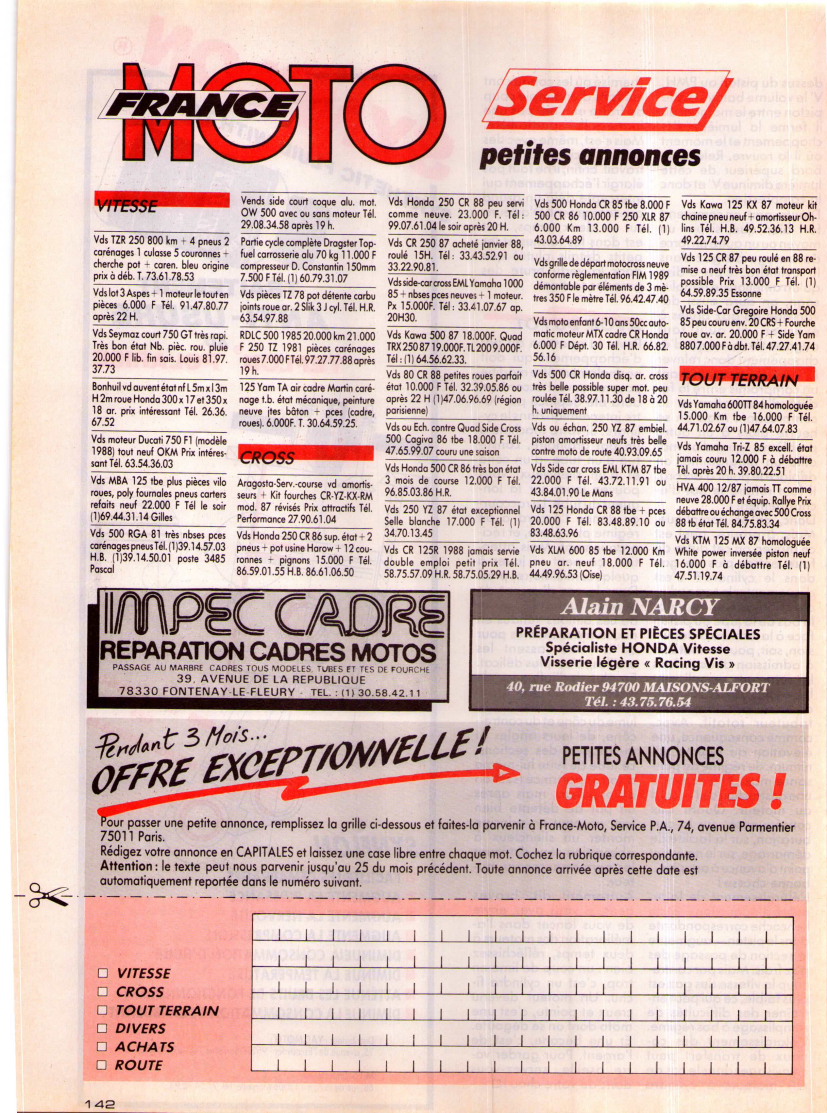 FRANCE MOTO
Service
petites annonces
VITESSE
Vds TZR 250 800 km + 4 pneus 2
carénages 1 culasse 5 couronnes +
cherche pot + caren. bleu origine
prix à déb. T. 73.61.78.53
Vds lot 3 Aspes + 1 moteur le tout en
pièces 6.000 F Tél. 91.47.80.77
après 22 H.
Vds Seymaz court 750 GT très rapi.
Très bon état Nb. pièc. rou. pluie
20.000 F lib. fin sais. Louis 81.97.
37.73
Bonhuil vd auvent état nf L 5m x l 3m
H 2m roue Honda 300 x 17 et 350 x
18 ar. prix intéressant Tél. 26.36.
67.52
Vds moteur Ducati 750 F1 (modèle
1988) tout neuf OKM Prix intéres-
sant Tél. 63.54.36.03
Vds MBA 125 tbe plus pièces vilo
roues, poly fournales pneus carters
refaits neuf 22.000 F Tél le soir
(1)69.44.31.14 Gilles
Vds 500 RGA 81 très nbses pces
carénages pneus Tél. (1)39.14.57.03
H.B. (1)39.14.50.01 poste 3485
Pascal
Vends side court coque alu. mot.
OW 500 avec ou sans moteur Tél.
29.08.34.58 après 19 h.
Partie cycle complète Dragster Top-
fuel carrosserie alu 70 kg 11.000 F
compresseur D. Constantin 150mm
7.500 F Tél. (1) 60.79.31.07
Vds pièces TZ 78 pot détente carbu
joints roue ar. 2 Slik 3 J cyl. Tél. H.R.
63.54.97.88
RDLC 500 1985 20.000 km 21.000
F 250 TZ 1981 pièces carénages
roues 7.000 F Tél. 97.27.77.88 après
19 h.
125 Yam TA air cadre Martin caré-
nage t.b. état mécanique, peinture
neuve jtes bâton + pces (cadre,
roues). 6.000F. T. 30.64.59.25.
CROSS
Aragosta-Serv.-course vd amortis-
seurs + Kit fourches CR-YZ-KX-RM
mod. 87 révisés Prix attractifs Tél.
Performance 27.90.61.04
Vds Honda 250 CR 86 sup. état + 2
pneus + pot usine Harow + 12 cou-
ronnes + pignons 15.000 F Tél.
86.59.01.55 H.B. 86.61.06.50
Vds Honda 250 CR 88 peu servi
comme neuve. 23.000 F. Tél :
99.07.61.04 le soir après 20 H.
Vds CR 250 87 acheté janvier 88,
roulé 15H. Tél : 33.43.52.91 ou
33.22.90.81.
Vds side-car cross EML Yamaha 1000
85 + nbses pces neuves + 1 moteur.
Px 15.000F. Tél : 33.41.07.67 ap.
20H30.
Vds Kawa 500 87 18.000F. Quad
TRX 250 87 19.000F. TL 200 9.000F.
Tél : (1) 64.56.62.33.
Vds 80 CR 88 petites roues parfait
état 10.000 F Tél. 32.39.05.86 ou
après 22 H (1)47.06.96.69 (région
parisienne)
Vds ou Ech. contre Quad Side Cross
500 Cagiva 86 tbe 18.000 F Tél.
47.65.99.07 couru une saison
Vds Honda 500 CR 86 très bon état
3 mois de course 12.000 F Tél.
96.85.03.86 H.R.
Vds 250 YZ 87 état exceptionnel
Selle blanche 17.000 F Tél. (1)
34.70.13.45
Vds CR 125R 1988 jamais servie
double emploi petit prix Tél.
58.75.57.09 H.R. 58.75.05.29 H.B.
Vds 500 Honda CR 85 tbe 8.000 F
500 CR 86 10.000 F 250 XLR 87
6.000 Km 13.000 F Tél. (1)
43.03.64.89
Vds grille de départ motocross neuve
conforme règlementation FIM 1989
démontable par éléments de 3 mè-
tres 350 F le mètre Tél. 96.42.47.40
Vds moto enfant 6-10 ans 50cc auto-
matic moteur MTX cadre CR Honda
6.000 F Dépt. 30 Tél. H.R. 66.82.
56.16
Vds 500 CR Honda disq. ar. cross
très belle possible super mot. peu
roulée Tél. 38.97.11.30 de 18 à 20
h. uniquement
Vds ou échan. 250 YZ 87 embiel.
piston amortisseur neufs très belle
contre moto de route 40.93.09.65
Vds Side car cross EML KTM 87 tbe
22.000 F Tél. 43.72.11.91 ou
43.84.01.90 Le Mans
Vds 125 Honda CR 88 tbe + pces
20.000 F Tél. 83.48.89.10 ou
83.48.63.96
Vds XLM 600 85 tbe 12.000 Km
pneu ar. neuf 18.000 F Tél.
44.49.96.53 (Oise)
Vds Kawa 125 KX 87 moteur kit
chaine pneu neuf + amortisseur Oh-
lins Tél. H.B. 49.52.36.13 H.R.
49.22.74.79
Vds 125 CR 87 peu roulé en 88 re-
mise a neuf très bon état transport
possible Prix 13.000 F Tél. (1)
64.59.89.35 Essonne
Vds Side-Car Gregoire Honda 500
85 peu couru env. 20 CRS + Fourche
roue av. ar. 20.000 F + Side Yam
880 7.000 F à dbt. Tél. 47.27.41.74
TOUT TERRAIN
Vds Yamaha 600TT 84 homologuée
15.000 Km tbe 16.000 F Tél.
44.71.02.67 ou (1)47.64.07.83
Vds Yamaha Tri-Z 85 excell. état
jamais couru 12.000 F à débattre
Tél. après 20 h. 39.80.22.51
HVA 400 12/87 jamais TT comme
neuve 28.000 F et équip. Rallye Prix
débattre ou échange avec 500 Cross
88 tb état Tél. 84.75.83.34
Vds KTM 125 MX 87 homologuée
White power inversée piston neuf
16.000 F à débattre Tél. (1)
47.51.19.74
IMPEC CADRE
REPARATION CADRES MOTOS
PASSAGE AU MARBRE CADRES TOUS MODELES, TUBES ET TES DE FOURCHE
39. AVENUE DE LA REPUBLIQUE
78330 FONTENAY-LE-FLEURY - TEL. : (1) 30.58.42.11
Alain NARCY
PRÉPARATION ET PIÈCES SPÉCIALES
Spécialiste HONDA Vitesse
Visserie légère « Racing Vis »
40, rue Rodier 94700 MAISONS-ALFORT
Tél. : 43.75.76.54
Pendant 3 Mois...
OFFRE EXCEPTIONNELLE !
PETITES ANNONCES
GRATUITES !
Pour passer une petite annonce, remplissez la grille ci-dessous et faites-la parvenir à France-Moto, Service P.A., 74, avenue Parmentier
75011 Paris.
Rédigez votre annonce en CAPITALES et laissez une case libre entre chaque mot. Cochez la rubrique correspondante.
Attention : le texte peut nous parvenir jusqu'au 25 du mois précédent. Toute annonce arrivée après cette date est
automatiquement reportée dans le numéro suivant.
VITESSE
CROSS
TOUT TERRAIN
DIVERS
ACHATS
ROUTE
142